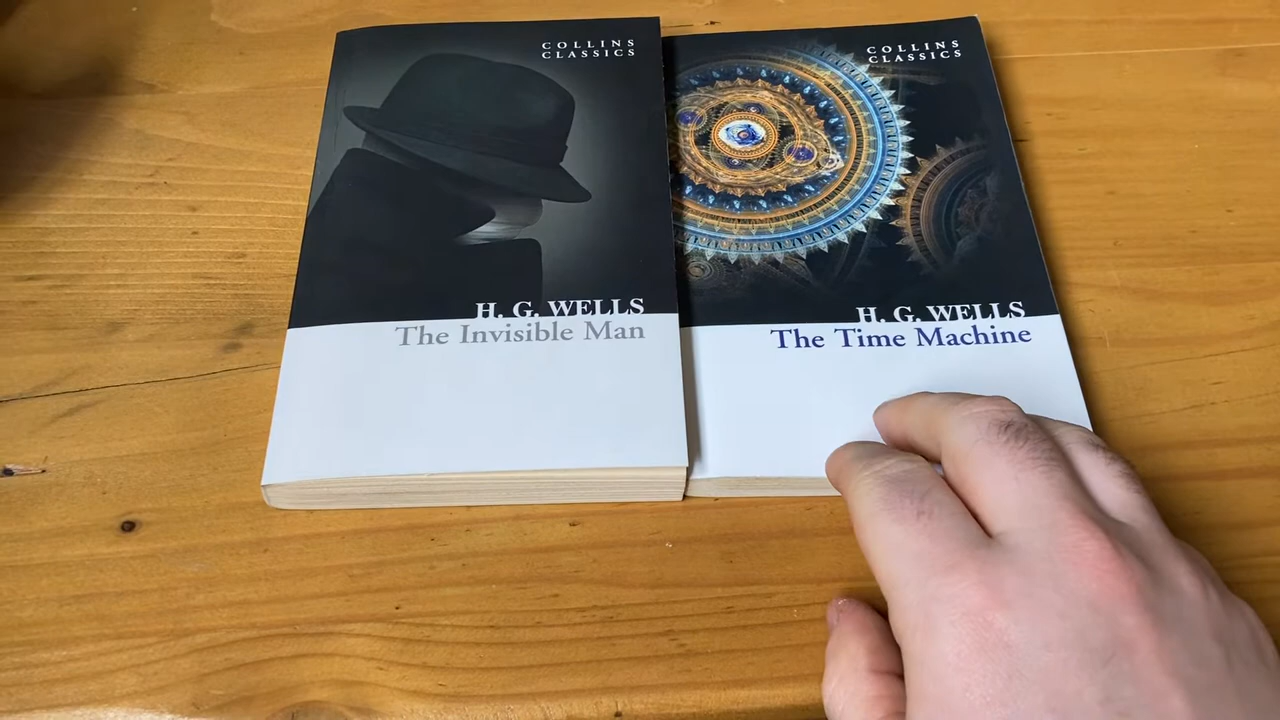 COLLINS
CLASSICS
H. G. WELLS
The Invisible Man
COLLINS
CLASSICS
H. G. WELLS
The Time Machine